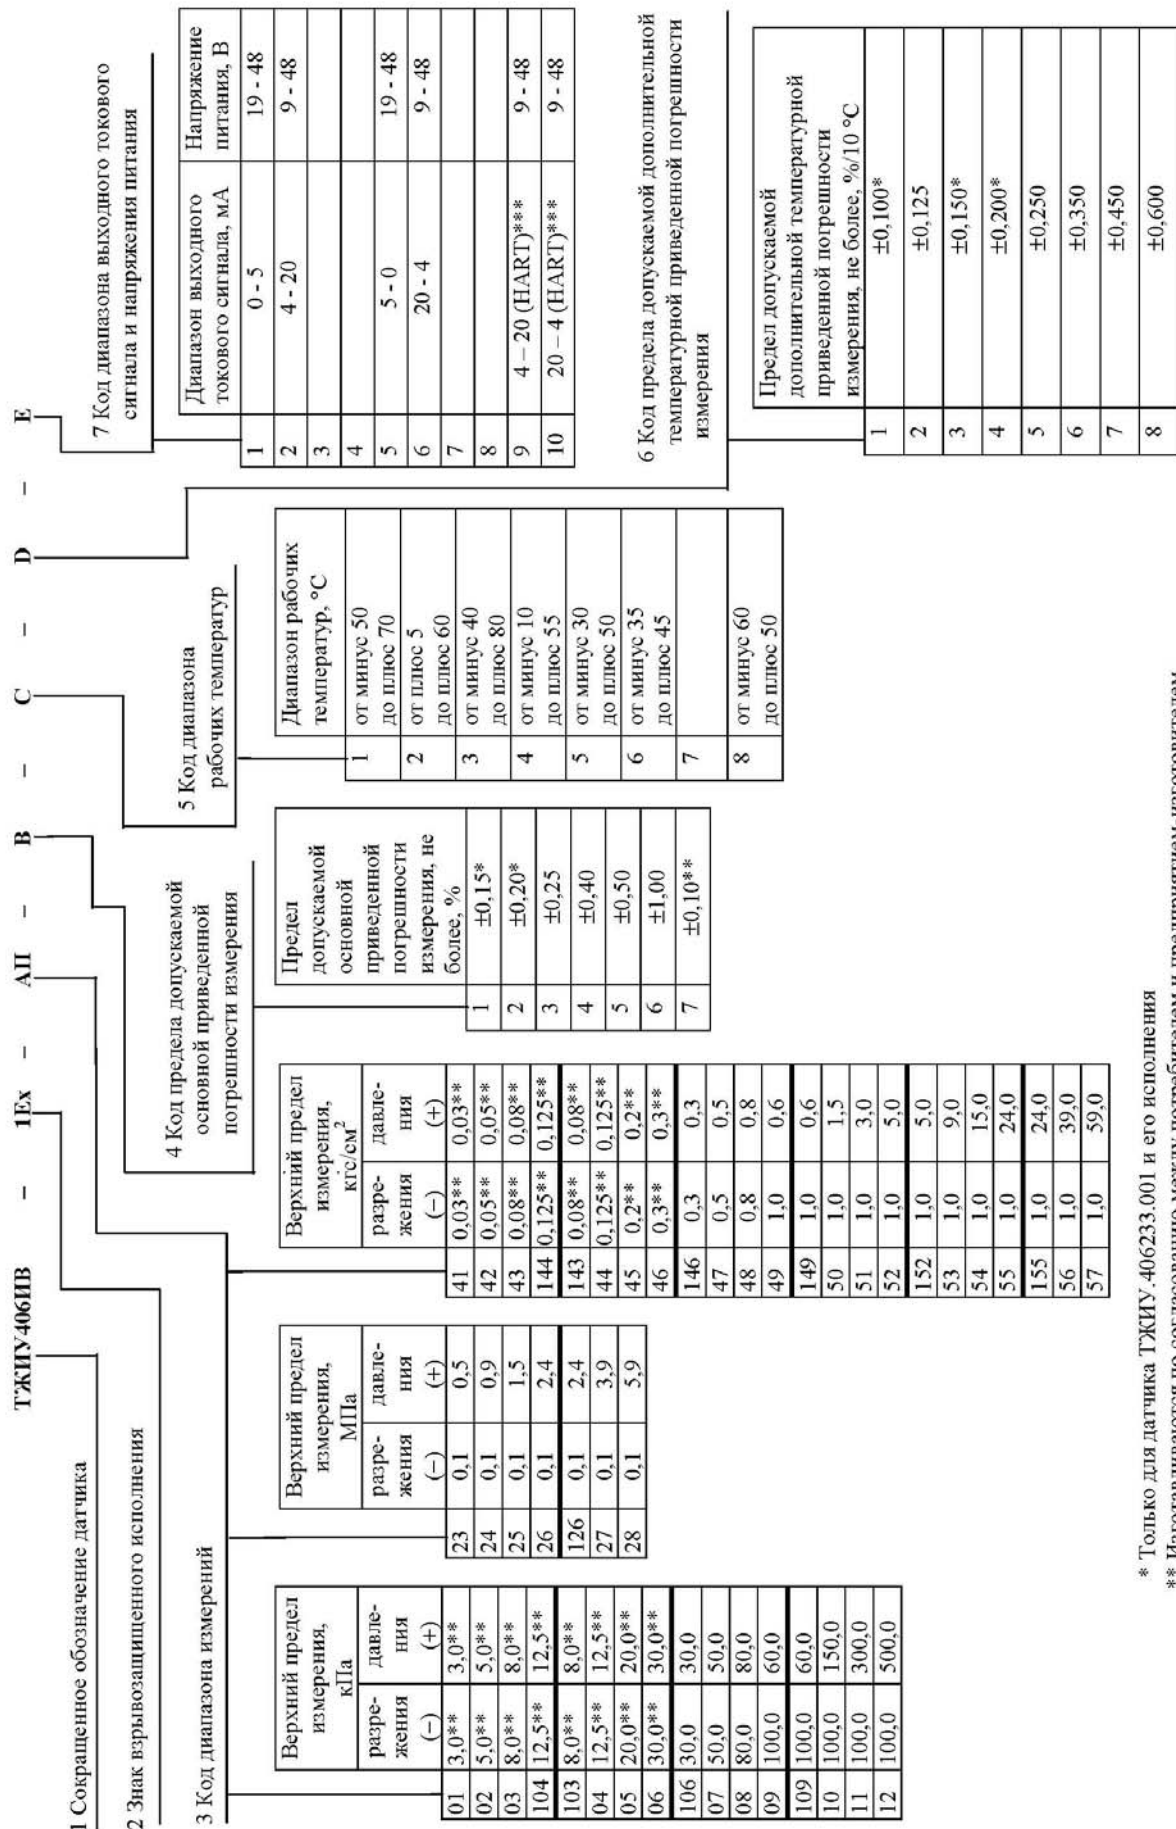 ТЖИУ406ИВ – 1Ex – АП – B – C – D – E
1 Сокращенное обозначение датчика
2 Знак взрывозащищенного исполнения
3 Код диапазона измерений
Верхний предел
измерения,
кПа
разре-
жения
(–)
давле-
ния
(+)
01 3,0** 3,0**
02 5,0** 5,0**
03 8,0** 8,0**
104 12,5** 12,5**
103 8,0** 8,0**
04 12,5** 12,5**
05 20,0** 20,0**
06 30,0** 30,0**
106 30,0 30,0
07 50,0 50,0
08 80,0 80,0
09 100,0 60,0
109 100,0 60,0
10 100,0 150,0
11 100,0 300,0
12 100,0 500,0
Верхний предел
измерения,
МПа
разре-
жения
(–)
давле-
ния
(+)
23 0,1 0,5
24 0,1 0,9
25 0,1 1,5
26 0,1 2,4
126 0,1 2,4
27 0,1 3,9
28 0,1 5,9
Верхний предел
измерения,
кгс/см²
разре-
жения
(–)
давле-
ния
(+)
41 0,03** 0,03**
42 0,05** 0,05**
43 0,08** 0,08**
144 0,125** 0,125**
143 0,08** 0,08**
44 0,125** 0,125**
45 0,2** 0,2**
46 0,3** 0,3**
146 0,3 0,3
47 0,5 0,5
48 0,8 0,8
49 1,0 0,6
149 1,0 0,6
50 1,0 1,5
51 1,0 3,0
52 1,0 5,0
152 1,0 5,0
53 1,0 9,0
54 1,0 15,0
55 1,0 24,0
155 1,0 24,0
56 1,0 39,0
57 1,0 59,0
4 Код предела допускаемой
основной приведенной
погрешности измерения
Предел
допускаемой
основной
приведенной
погрешности
измерения, не
более, %
1 ±0,15*
2 ±0,20*
3 ±0,25
4 ±0,40
5 ±0,50
6 ±1,00
7 ±0,10**
5 Код диапазона
рабочих температур
Диапазон рабочих
температур, °С
1 от минус 50
до плюс 70
2 от плюс 5
до плюс 60
3 от минус 40
до плюс 80
4 от минус 10
до плюс 55
5 от минус 30
до плюс 50
6 от минус 35
до плюс 45
7
8 от минус 60
до плюс 50
7 Код диапазона выходного токового
сигнала и напряжения питания
Диапазон выходного
токового сигнала, мА
Напряжение
питания, В
1 0 - 5 19 - 48
2 4 - 20 9 - 48
3
4
5 5 - 0 19 - 48
6 20 - 4 9 - 48
7
8
9 4 – 20 (HART)*** 9 - 48
10 20 – 4 (HART)*** 9 - 48
6 Код предела допускаемой дополнительной
температурной приведенной погрешности
измерения
Предел допускаемой
дополнительной температурной
приведенной погрешности
измерения, не более, %/10 °С
1 ±0,100*
2 ±0,125
3 ±0,150*
4 ±0,200*
5 ±0,250
6 ±0,350
7 ±0,450
8 ±0,600
* Только для датчика ТЖИУ.406233.001 и его исполнения
** Изготавливаются по согласованию между потребителем и предприятием-изготовителем